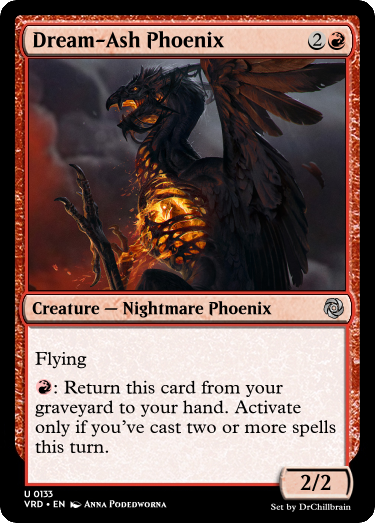 Dream-Ash Phoenix 2
Creature — Nightmare Phoenix
Flying
: Return this card from your
graveyard to your hand. Activate
only if you've cast two or more spells
this turn.
2/2
U 0133
VRD • EN Anna Podedworna
Set by DrChillbrain